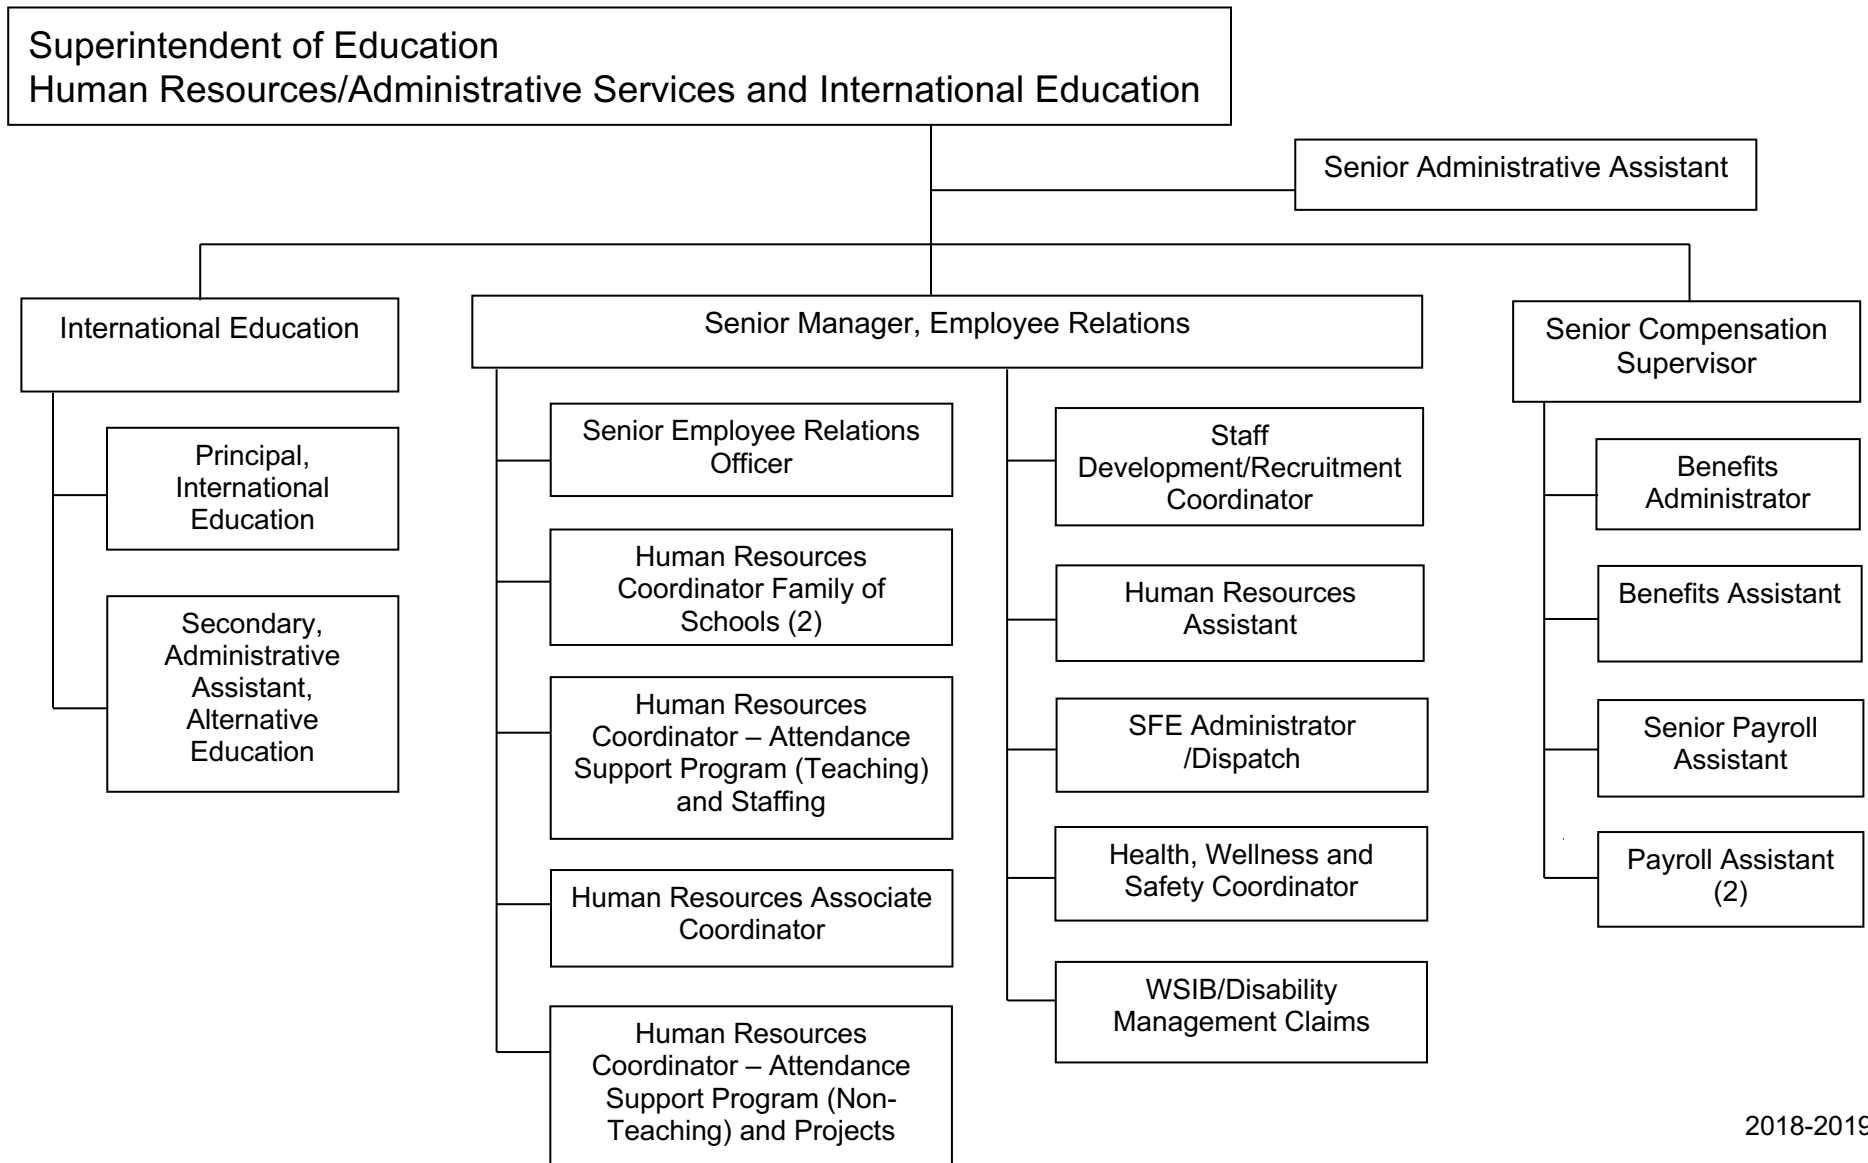 Superintendent of Education
Human Resources/Administrative Services and International Education
Senior Administrative Assistant
International Education
Principal,
International
Education
Secondary,
Administrative
Assistant,
Alternative
Education
Senior Manager, Employee Relations
Senior Employee Relations
Officer
Human Resources
Coordinator Family of
Schools (2)
Human Resources
Coordinator – Attendance
Support Program (Teaching)
and Staffing
Human Resources Associate
Coordinator
Human Resources
Coordinator – Attendance
Support Program (Non-
Teaching) and Projects
Staff
Development/Recruitment
Coordinator
Human Resources
Assistant
SFE Administrator
/Dispatch
Health, Wellness and
Safety Coordinator
WSIB/Disability
Management Claims
Senior Compensation
Supervisor
Benefits
Administrator
Benefits Assistant
Senior Payroll
Assistant
Payroll Assistant
(2)
2018-2019